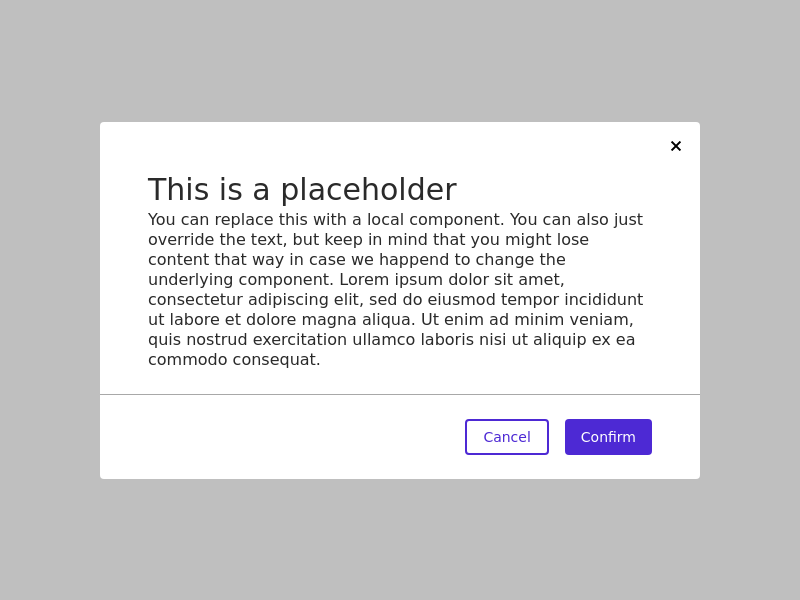 This is a placeholder
You can replace this with a local component. You can also just
override the text, but keep in mind that you might lose
content that way in case we happend to change the
underlying component. Lorem ipsum dolor sit amet,
consectetur adipiscing elit, sed do eiusmod tempor incididunt
ut labore et dolore magna aliqua. Ut enim ad minim veniam,
quis nostrud exercitation ullamco laboris nisi ut aliquip ex ea
commodo consequat.
Cancel
Confirm